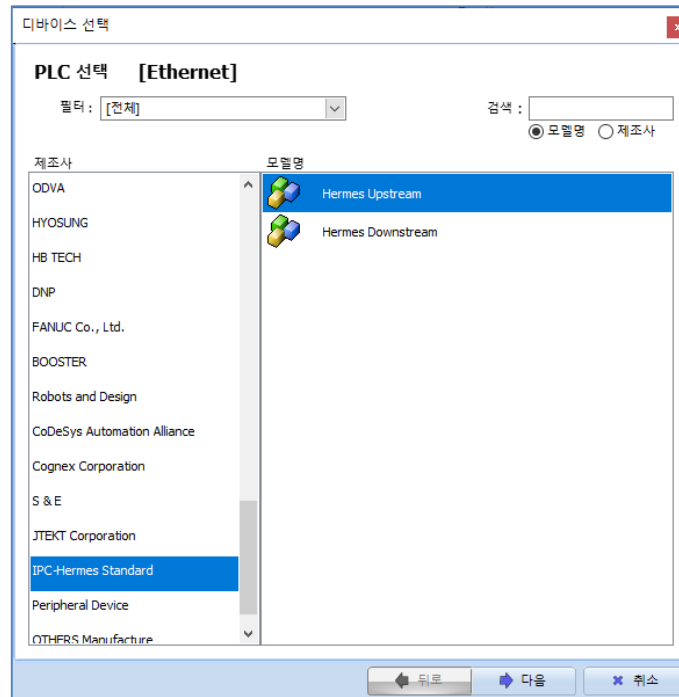 디바이스 선택
PLC 선택 [Ethernet]
필터 : [전체] 검색 :
모델명 제조사
제조사 모델명
ODVA
HYOSUNG
HB TECH
DNP
FANUC Co., Ltd.
BOOSTER
Robots and Design
CoDeSys Automation Alliance
Cognex Corporation
S & E
JTEKT Corporation
IPC-Hermes Standard
Peripheral Device
OTHERS Manufacture
Hermes Upstream
Hermes Downstream
뒤로 다음 취소